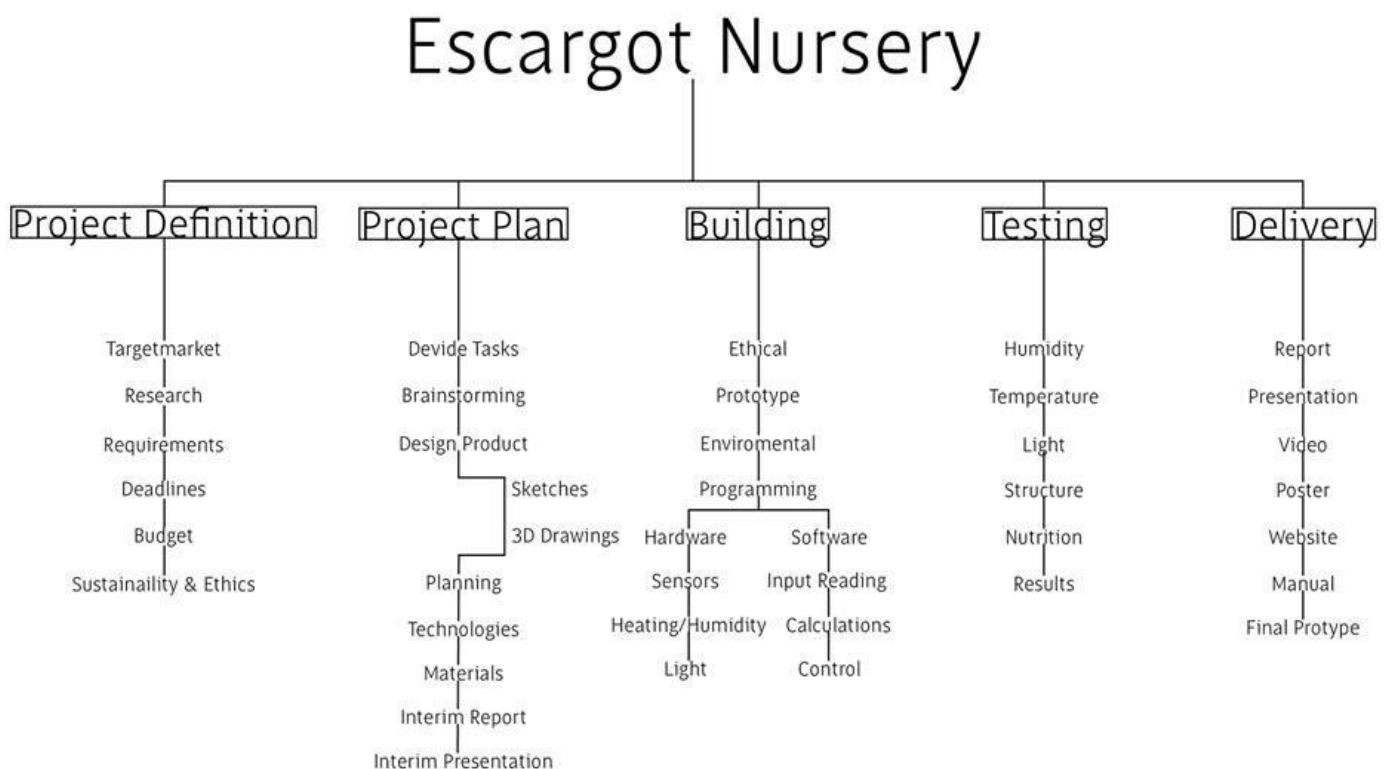 Escargot Nursery
Project Definition
Targetmarket
Research
Requirements
Deadlines
Budget
Sustainaility & Ethics
Project Plan
Devide Tasks
Brainstorming
Design Product
Sketches
3D Drawings
Planning
Technologies
Materials
Interim Report
Interim Presentation
Building
Ethical
Prototype
Enviromental
Programming
Hardware
Sensors
Heating/Humidity
Light
Software
Input Reading
Calculations
Control
Testing
Humidity
Temperature
Light
Structure
Nutrition
Results
Delivery
Report
Presentation
Video
Poster
Website
Manual
Final Protype